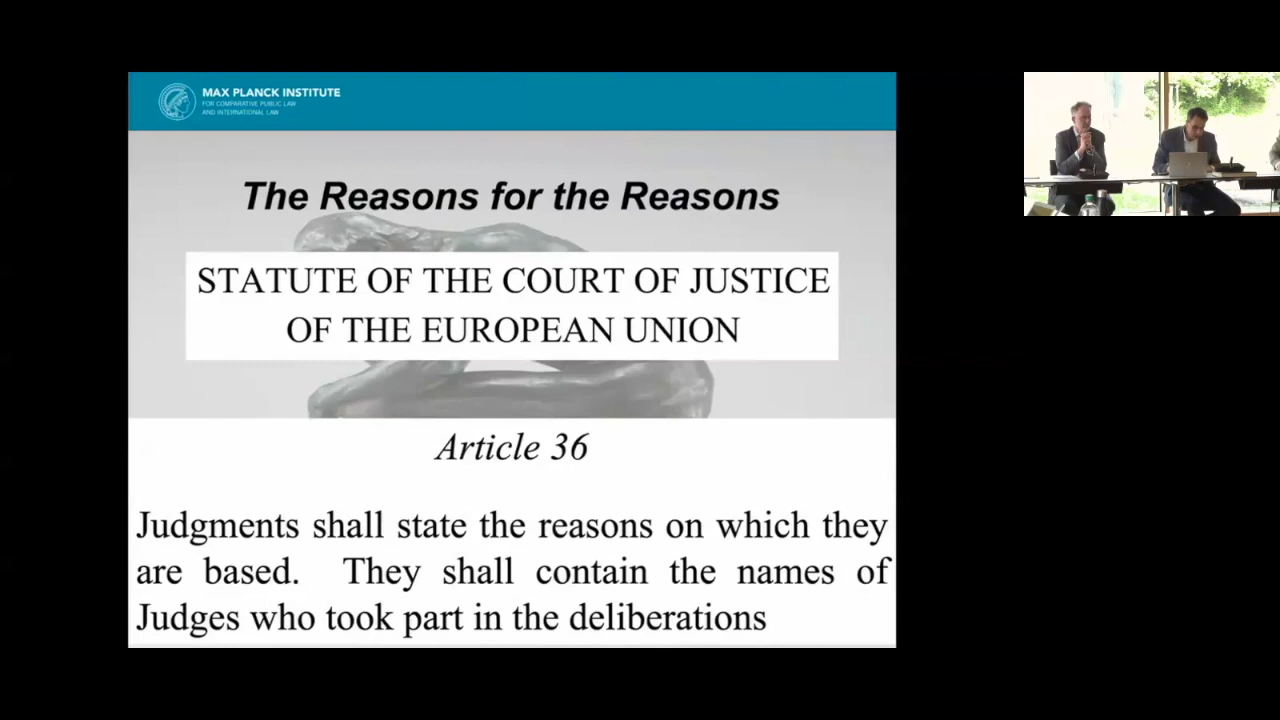 MAX PLANCK INSTITUTE
FOR COMPARATIVE PUBLIC LAW
AND INTERNATIONAL LAW
The Reasons for the Reasons
STATUTE OF THE COURT OF JUSTICE
OF THE EUROPEAN UNION
Article 36
Judgments shall state the reasons on which they
are based. They shall contain the names of
Judges who took part in the deliberations